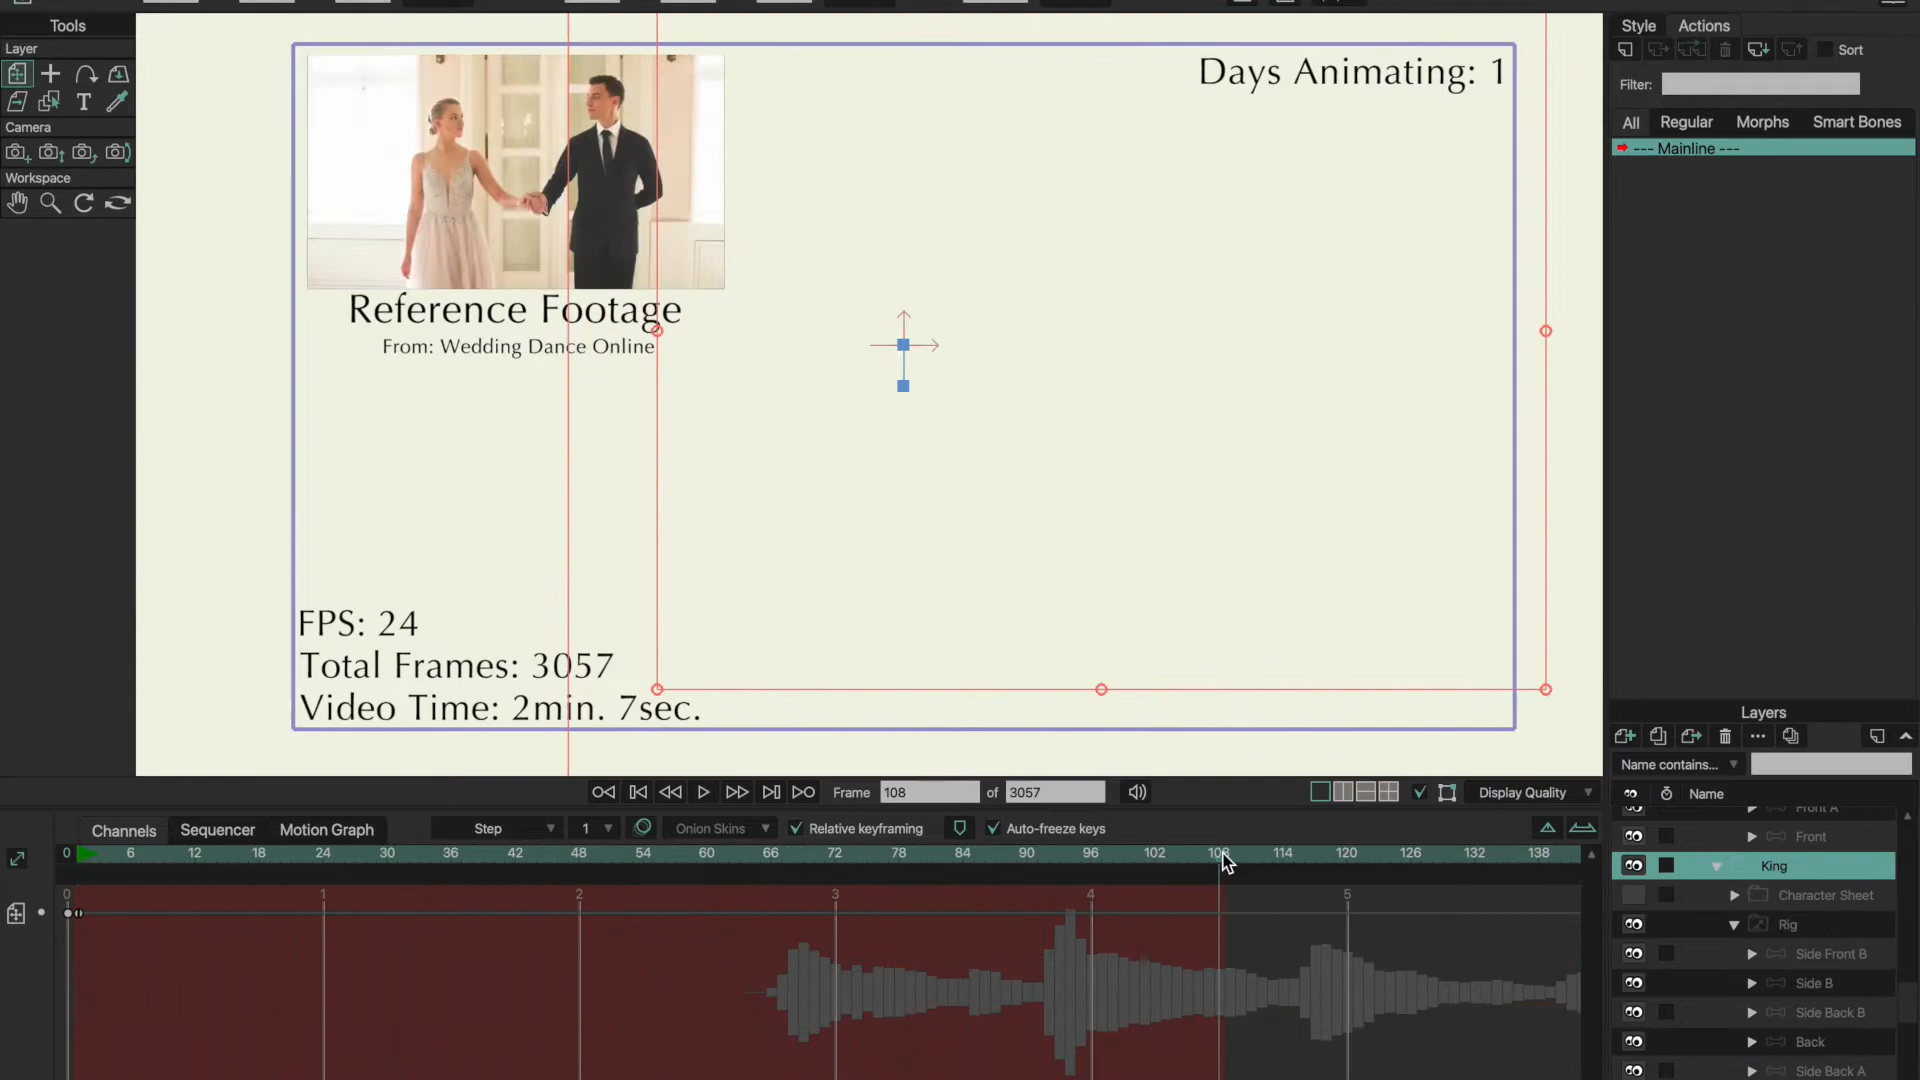 Tools
Layer
T
Camera
Workspace
Days Animating: 1
Reference Footage
From: Wedding Dance Online
FPS: 24
Total Frames: 3057
Video Time: 2min. 7sec.
Style Actions
Sort
Filter:
All Regular Morphs Smart Bones
--- Mainline ---
Layers
Name contains...
Name
Front A
Front
King
Character Sheet
Rig
Side Front B
Side B
Side Back B
Back
Side Back A
Frame 108 of 3057
Display Quality
Channels Sequencer Motion Graph Step 1 Onion Skins Relative keyframing Auto-freeze keys
0 6 12 18 24 30 36 42 48 54 60 66 72 78 84 90 96 102 108 114 120 126 132 138
0 1 2 3 4 5